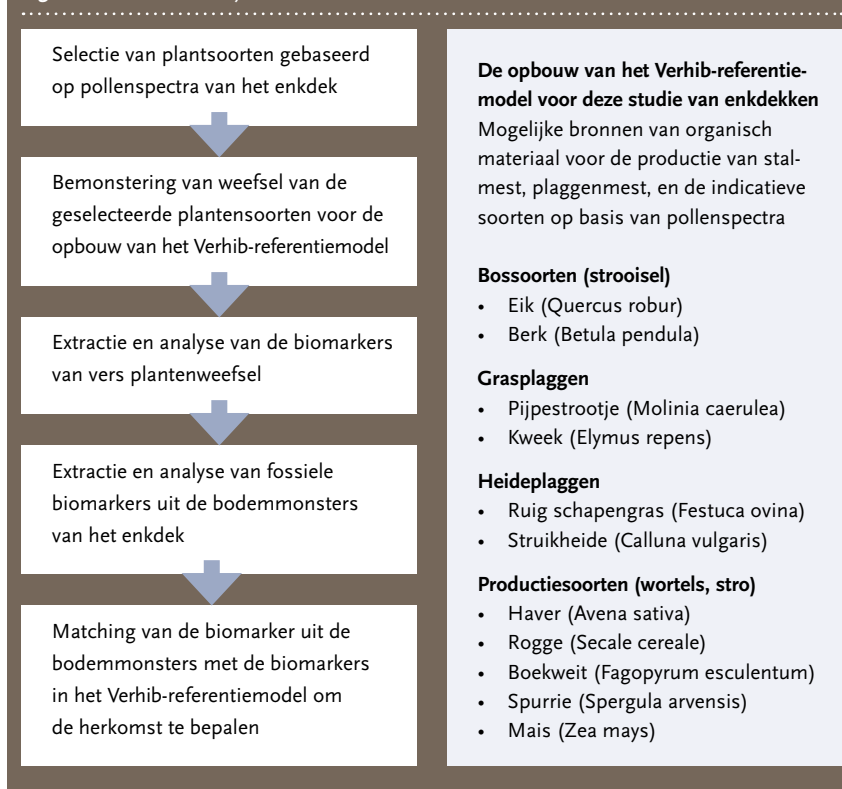 Selectie van plantsoorten gebaseerd
op pollenspectra van het enkdek
Bemonstering van weefsel van de
geselecteerde plantensoorten voor de
opbouw van het Verhib-referentiemodel
Extractie en analyse van de biomarkers
van vers plantenweefsel
Extractie en analyse van fossiele
biomarkers uit de bodemmonsters
van het enkdek
Matching van de biomarker uit de
bodemmonsters met de biomarkers
in het Verhib-referentiemodel om
de herkomst te bepalen
De opbouw van het Verhib-referentie-
model voor deze studie van enkdekken
Mogelijke bronnen van organisch
materiaal voor de productie van stal-
mest, plaggenmest, en de indicatieve
soorten op basis van pollenspectra
Bossoorten (strooisel)
• Eik (Quercus robur)
• Berk (Betula pendula)
Grasplaggen
• Pijpestrootje (Molinia caerulea)
• Kweek (Elymus repens)
Heideplaggen
• Ruig schapengras (Festuca ovina)
• Struikheide (Calluna vulgaris)
Productiesoorten (wortels, stro)
• Haver (Avena sativa)
• Rogge (Secale cereale)
• Boekweit (Fagopyrum esculentum)
• Spurrie (Spergula arvensis)
• Mais (Zea mays)